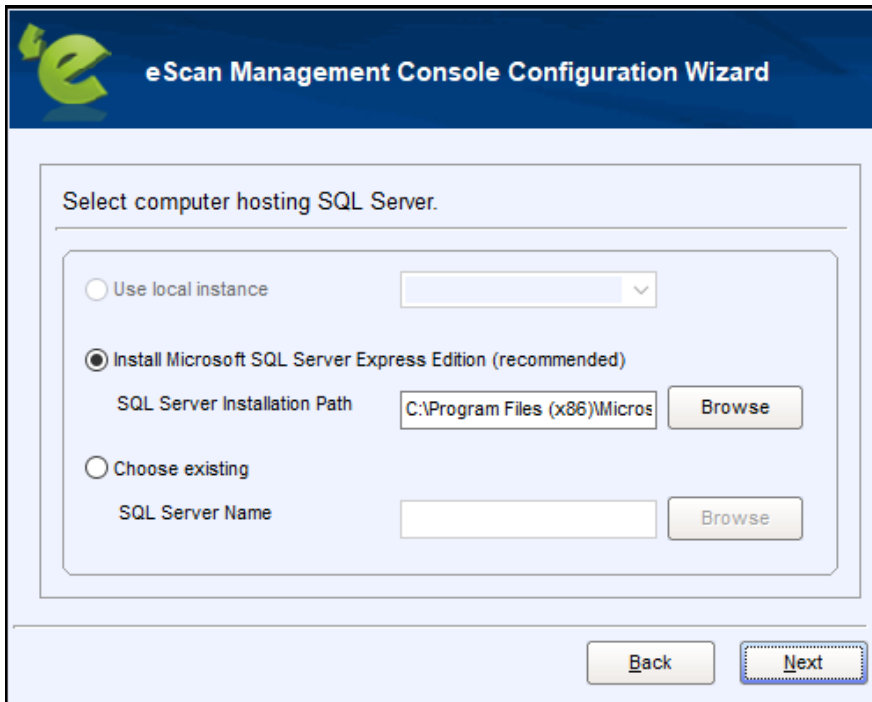 eScan Management Console Configuration Wizard
Select computer hosting SQL Server.
Use local instance
Install Microsoft SQL Server Express Edition (recommended)
SQL Server Installation Path C:\Program Files (x86)\Micros Browse
Choose existing
SQL Server Name Browse
Back Next